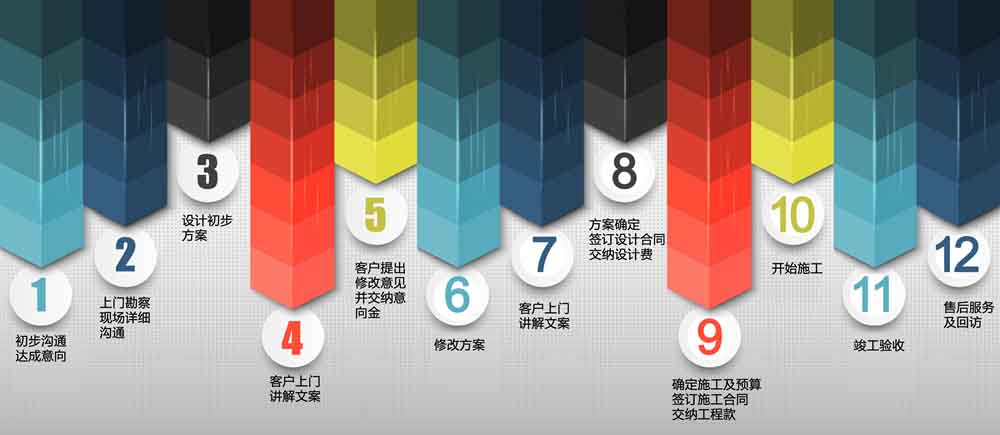 1
初步沟通
达成意向
2
上门勘察
现场详细
沟通
3
设计初步
方案
4
客户上门
讲解文案
5
客户提出
修改意见
并交纳意
向金
6
修改方案
7
客户上门
讲解文案
8
方案确定
签订设计合同
交纳设计费
9
确定施工及预算
签订施工合同
交纳工程款
10
开始施工
11
竣工验收
12
售后服务
及回访